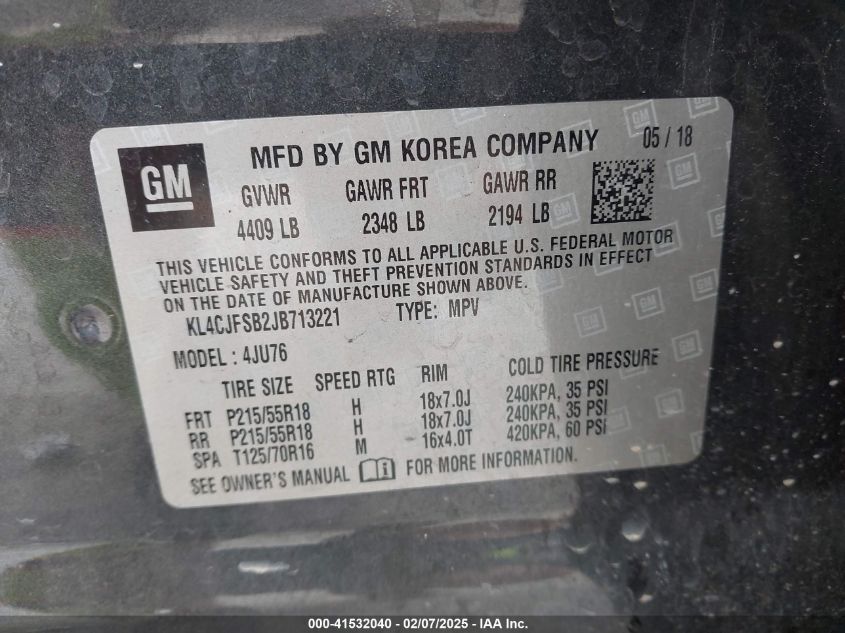 GM
MFD BY GM KOREA COMPANY 05 / 18
GVWR GAWR FRT GAWR RR
4409 LB 2348 LB 2194 LB
THIS VEHICLE CONFORMS TO ALL APPLICABLE U.S. FEDERAL MOTOR
VEHICLE SAFETY AND THEFT PREVENTION STANDARDS IN EFFECT
ON THE DATE OF MANUFACTURE SHOWN ABOVE.
KL4CJFSB2JB713221 TYPE: MPV
MODEL : 4JU76
TIRE SIZE SPEED RTG RIM COLD TIRE PRESSURE
FRT P215/55R18 H 18x7.0J 240KPA, 35 PSI
RR P215/55R18 H 18x7.0J 240KPA, 35 PSI
SPA T125/70R16 M 16x4.0T 420KPA, 60 PSI
SEE OWNER'S MANUAL FOR MORE INFORMATION.
000-41532040 - 02/07/2025 - IAA Inc.